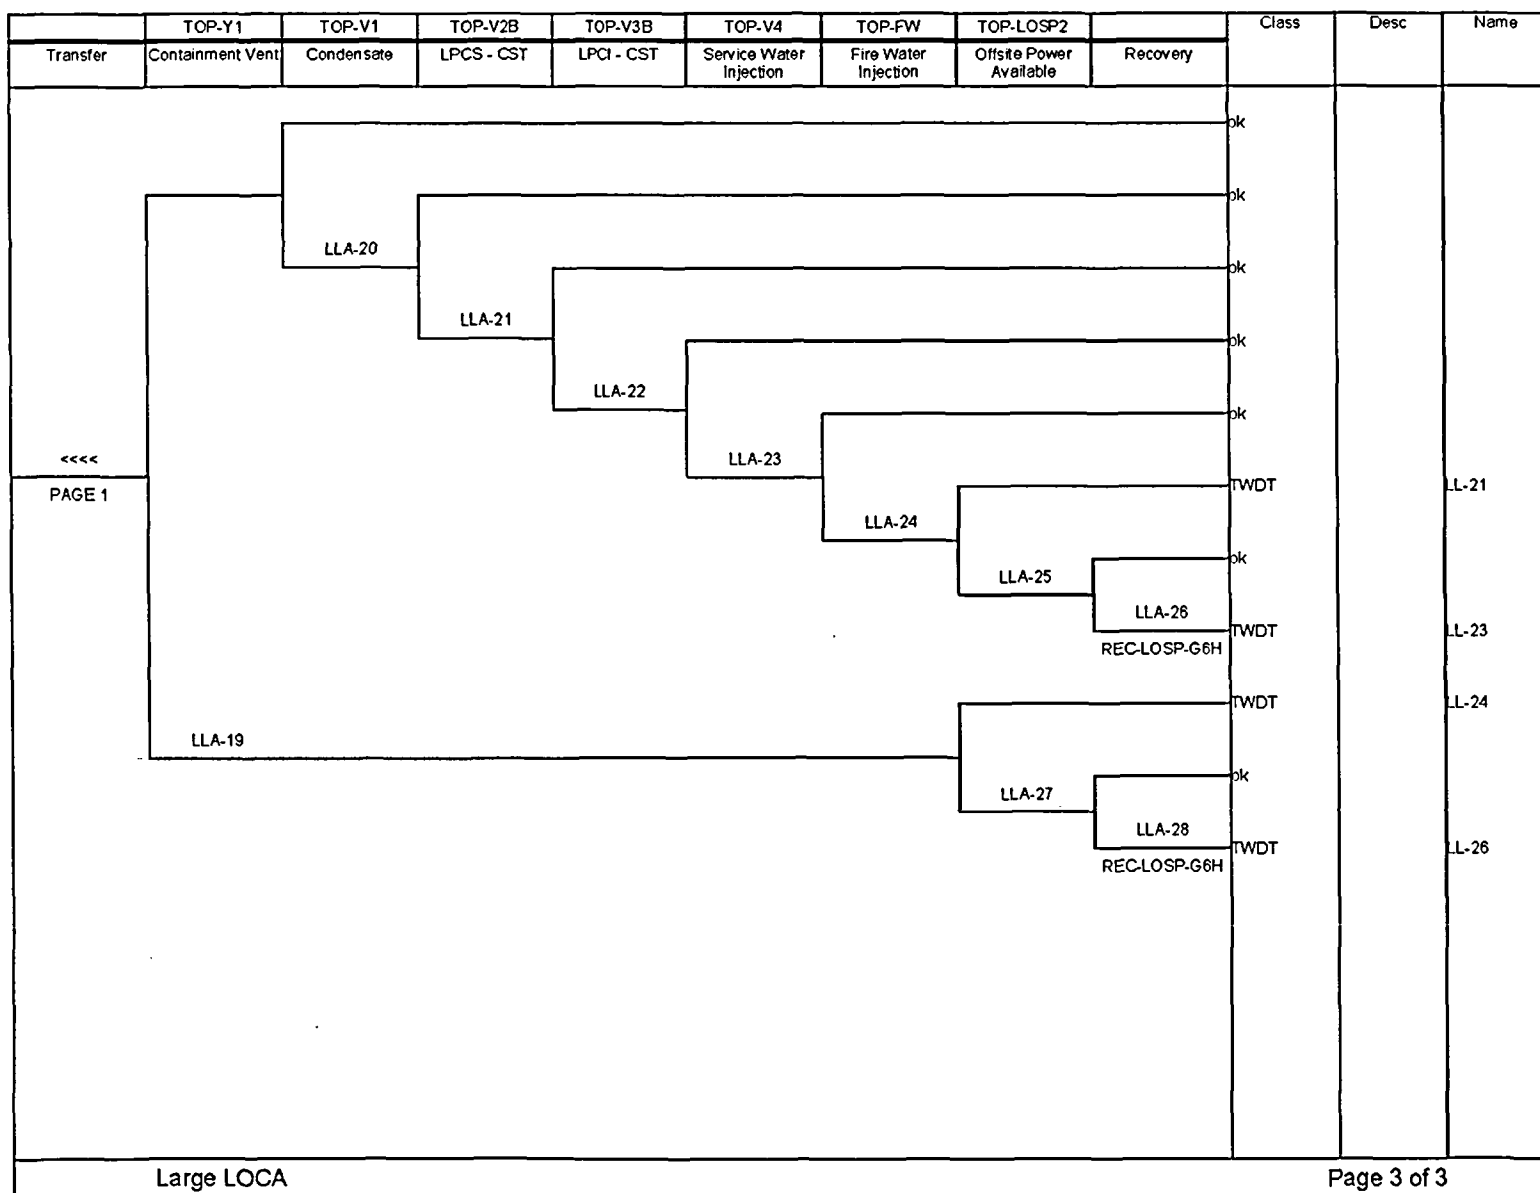 TOP-Y1 TOP-V1 TOP-V2B TOP-V3B TOP-V4 TOP-FW TOP-LOSP2 Class Desc Name
Transfer Containment Vent Condensate LPCS - CST LPCI - CST Service Water Injection Fire Water Injection Offsite Power Available Recovery
ok
ok
LLA-20
ok
LLA-21
ok
LLA-22
ok
<<<< LLA-23
PAGE 1 TWDT LL-21
LLA-24
ok
LLA-25
LLA-26
TWDT LL-23
REC-LOSP-G6H
TWDT LL-24
LLA-19
ok
LLA-27
LLA-28
TWDT LL-26
REC-LOSP-G6H
Large LOCA Page 3 of 3